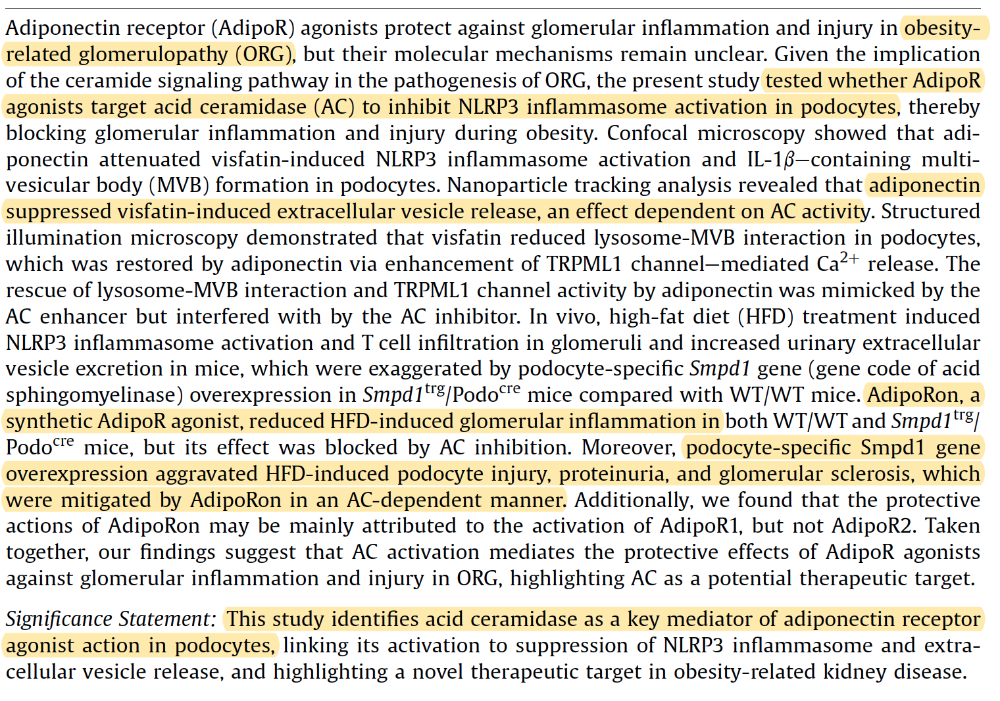 Adiponectin receptor (AdipoR) agonists protect against glomerular inflammation and injury in obesity-
related glomerulopathy (ORG), but their molecular mechanisms remain unclear. Given the implication
of the ceramide signaling pathway in the pathogenesis of ORG, the present study tested whether AdipoR
agonists target acid ceramidase (AC) to inhibit NLRP3 inflammasome activation in podocytes, thereby
blocking glomerular inflammation and injury during obesity. Confocal microscopy showed that adi-
ponectin attenuated visfatin-induced NLRP3 inflammasome activation and IL-1β–containing multi-
vesicular body (MVB) formation in podocytes. Nanoparticle tracking analysis revealed that adiponectin
suppressed visfatin-induced extracellular vesicle release, an effect dependent on AC activity. Structured
illumination microscopy demonstrated that visfatin reduced lysosome-MVB interaction in podocytes,
which was restored by adiponectin via enhancement of TRPML1 channel–mediated Ca²⁺ release. The
rescue of lysosome-MVB interaction and TRPML1 channel activity by adiponectin was mimicked by the
AC enhancer but interfered with by the AC inhibitor. In vivo, high-fat diet (HFD) treatment induced
NLRP3 inflammasome activation and T cell infiltration in glomeruli and increased urinary extracellular
vesicle excretion in mice, which were exaggerated by podocyte-specific Smpd1 gene (gene code of acid
sphingomyelinase) overexpression in Smpd1^trg/Podo^cre mice compared with WT/WT mice. AdipoRon, a
synthetic AdipoR agonist, reduced HFD-induced glomerular inflammation in both WT/WT and Smpd1^trg/
Podo^cre mice, but its effect was blocked by AC inhibition. Moreover, podocyte-specific Smpd1 gene
overexpression aggravated HFD-induced podocyte injury, proteinuria, and glomerular sclerosis, which
were mitigated by AdipoRon in an AC-dependent manner. Additionally, we found that the protective
actions of AdipoRon may be mainly attributed to the activation of AdipoR1, but not AdipoR2. Taken
together, our findings suggest that AC activation mediates the protective effects of AdipoR agonists
against glomerular inflammation and injury in ORG, highlighting AC as a potential therapeutic target.
Significance Statement: This study identifies acid ceramidase as a key mediator of adiponectin receptor
agonist action in podocytes, linking its activation to suppression of NLRP3 inflammasome and extra-
cellular vesicle release, and highlighting a novel therapeutic target in obesity-related kidney disease.